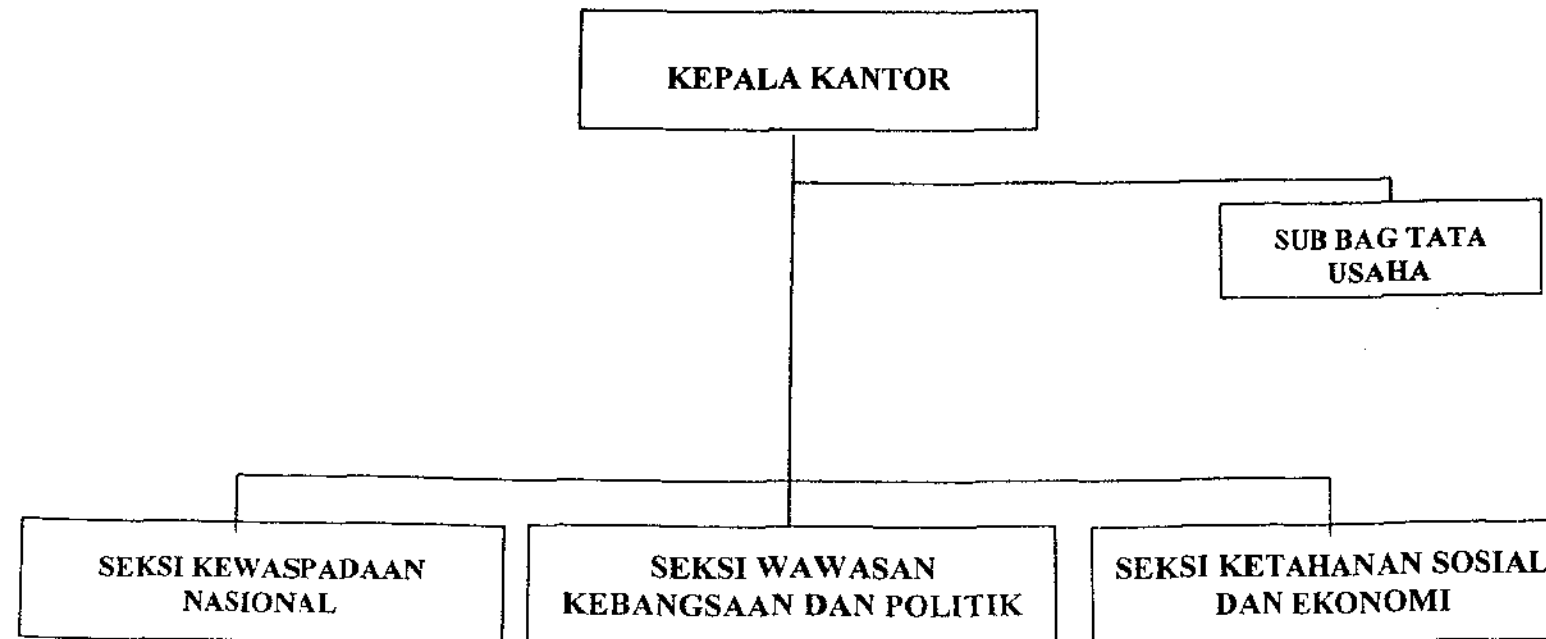 KEPALA KANTOR
SUB BAG TATA
USAHA
SEKSI KEWASPADAAN
NASIONAL
SEKSI WAWASAN
KEBANGSAAN DAN POLITIK
SEKSI KETAHANAN SOSIAL
DAN EKONOMI